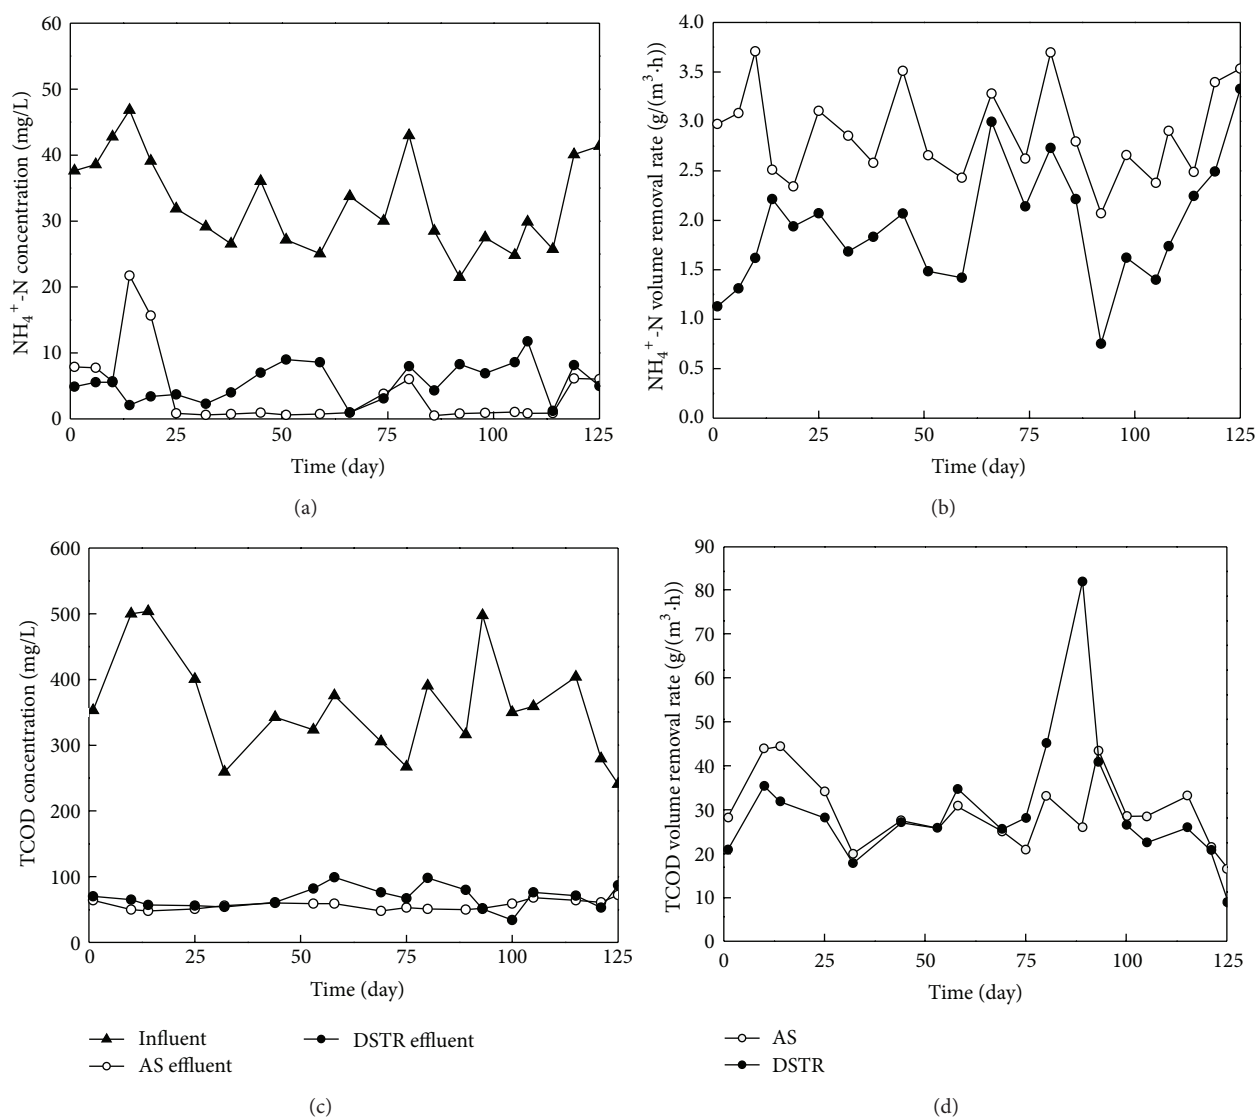 60
50
40
30
20
10
0
NH4+-N concentration (mg/L)
0 25 50 75 100 125
Time (day)
(a)
4.0
3.5
3.0
2.5
2.0
1.5
1.0
0.5
0.0
NH4+-N volume removal rate (g/(m3·h))
0 25 50 75 100 125
Time (day)
(b)
600
500
400
300
200
100
0
TCOD concentration (mg/L)
0 25 50 75 100 125
Time (day)
Influent
AS effluent
DSTR effluent
(c)
90
80
70
60
50
40
30
20
10
0
TCOD volume removal rate (g/(m3·h))
0 25 50 75 100 125
Time (day)
AS
DSTR
(d)